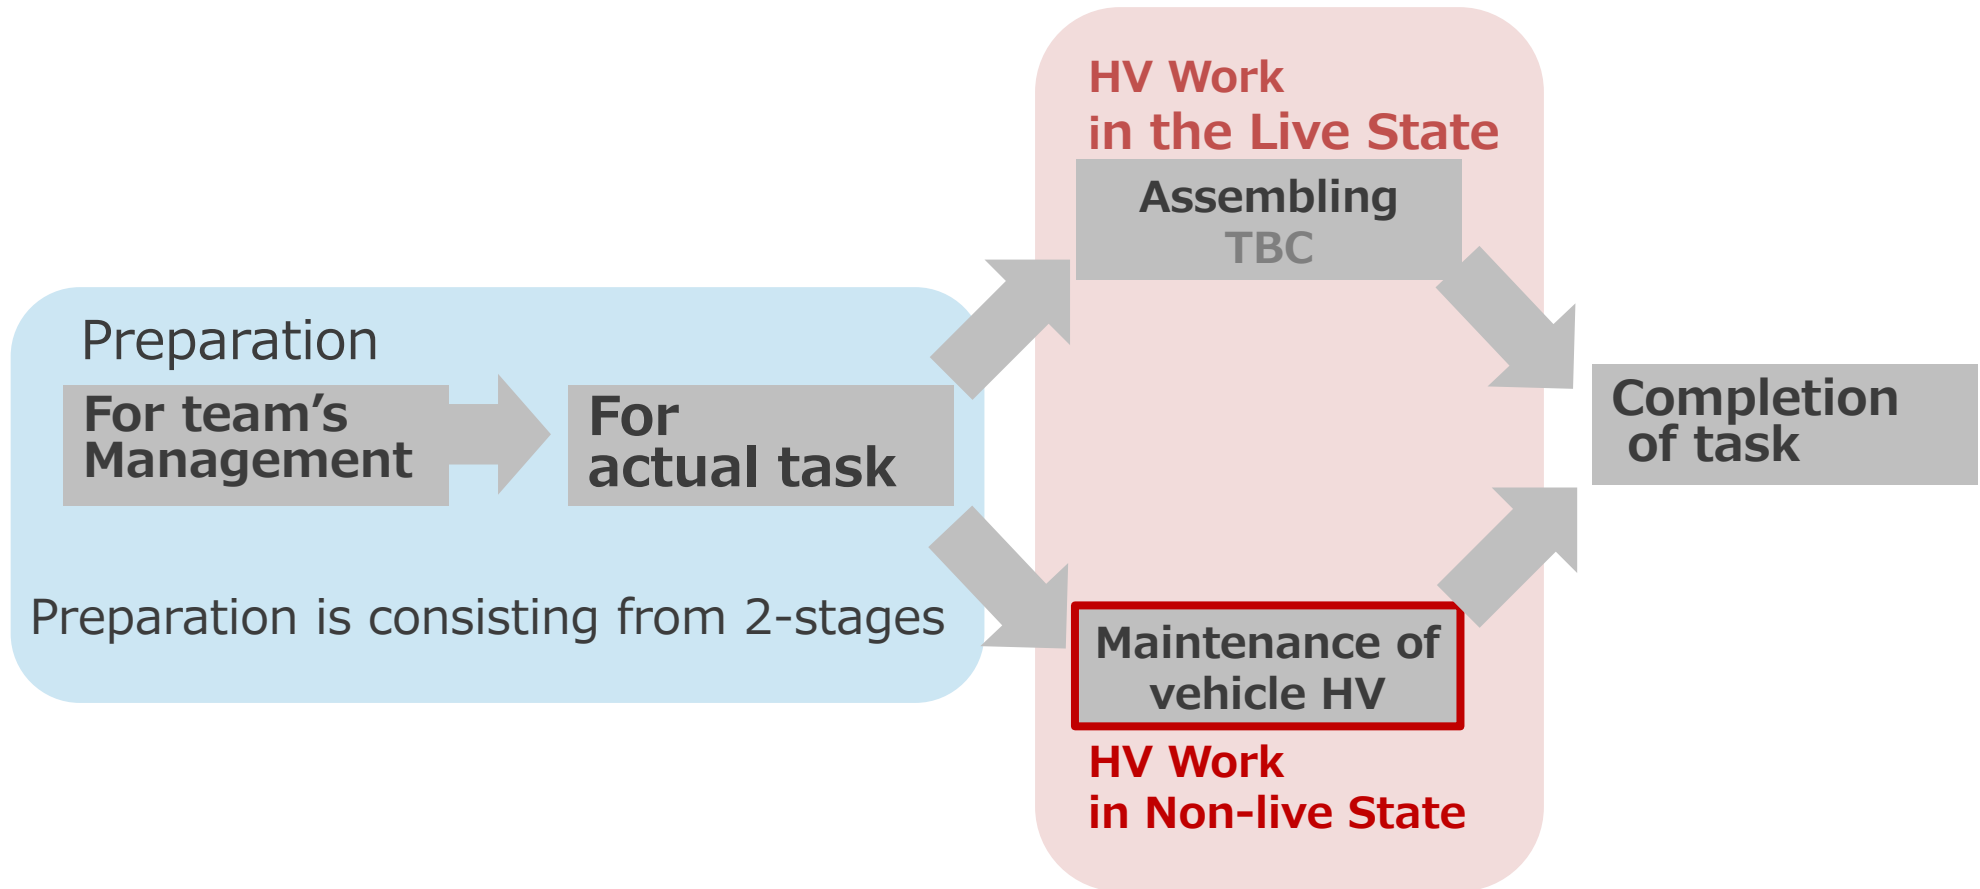 Preparation
For team’s
Management
For
actual task
Preparation is consisting from 2-stages
HV Work
in the Live State
Assembling
TBC
Maintenance of
vehicle HV
HV Work
in Non-live State
Completion
of task